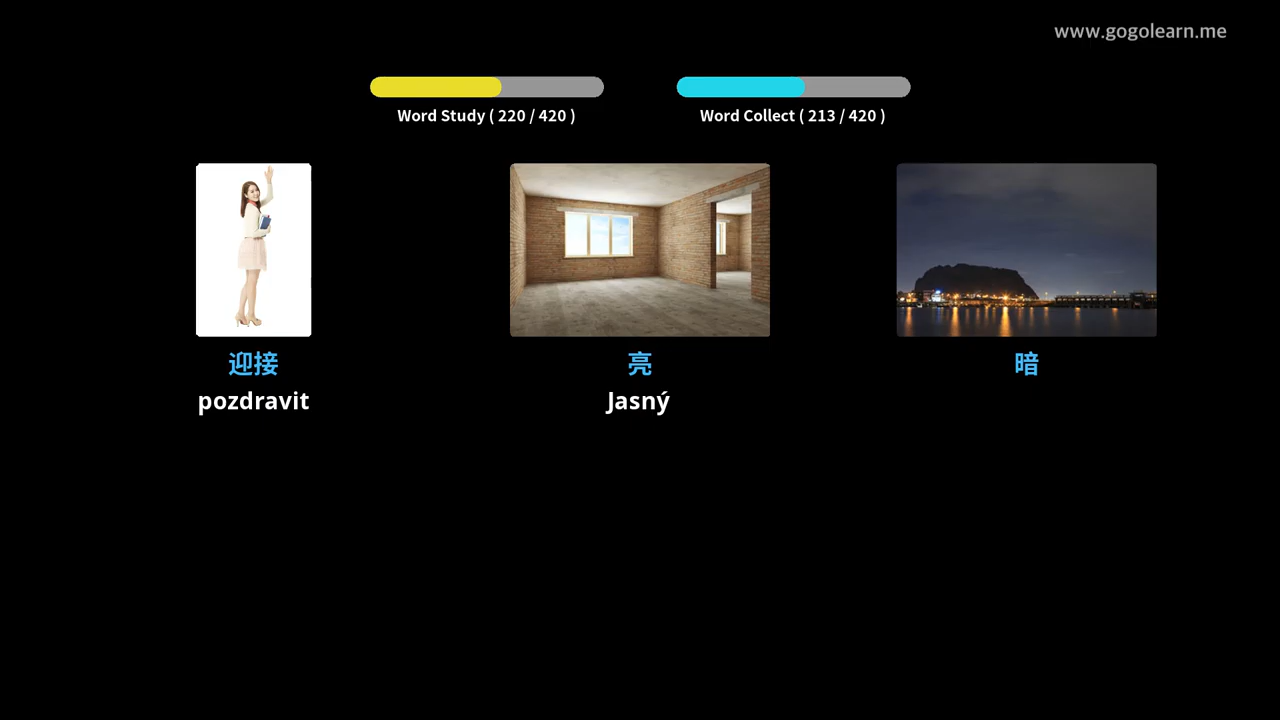 www.gogolearn.me
Word Study ( 220 / 420 )
Word Collect ( 213 / 420 )
迎接
pozdravit
亮
Jasný
暗